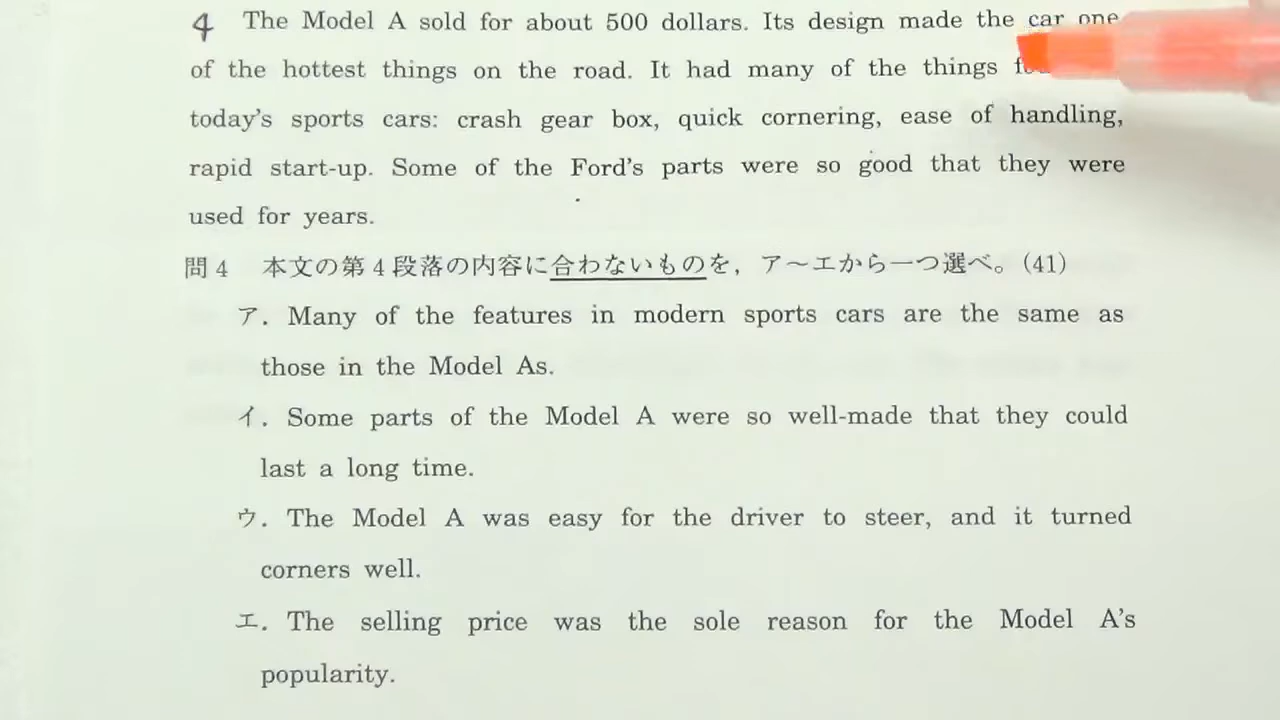 4 The Model A sold for about 500 dollars. Its design made the car one
of the hottest things on the road. It had many of the things
today's sports cars: crash gear box, quick cornering, ease of handling,
rapid start-up. Some of the Ford's parts were so good that they were
used for years.
問4 本文の第4段落の内容に合わないものを，ア～エから一つ選べ。(41)
ア. Many of the features in modern sports cars are the same as
those in the Model As.
イ. Some parts of the Model A were so well-made that they could
last a long time.
ウ. The Model A was easy for the driver to steer, and it turned
corners well.
エ. The selling price was the sole reason for the Model A's
popularity.